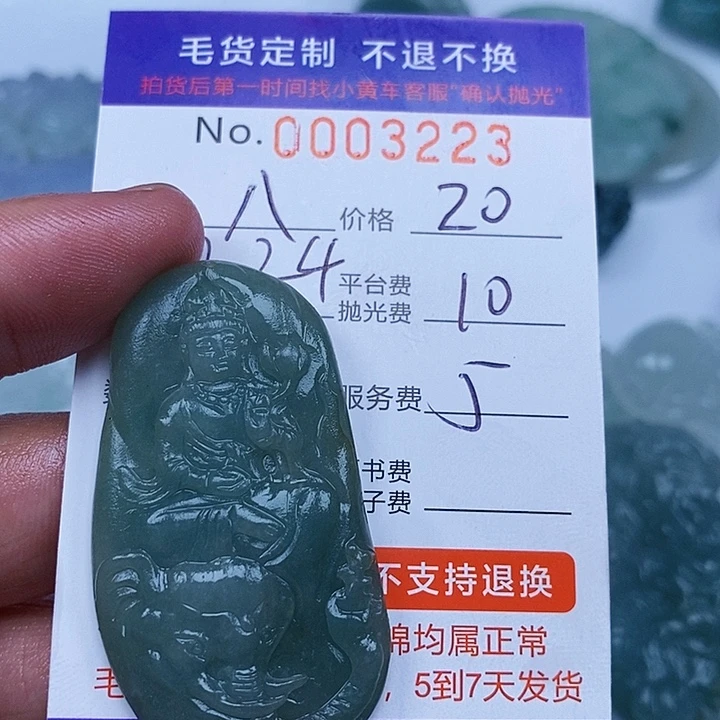 毛货定制 不退不换
拍货后第一时间找小黄车客服"确认抛光"
No. 0003223
八 价格 20
24 平台费
抛光费 10
服务费 5
书费
子费
不支持退换
棉均属正常
毛 ，5到7天发货